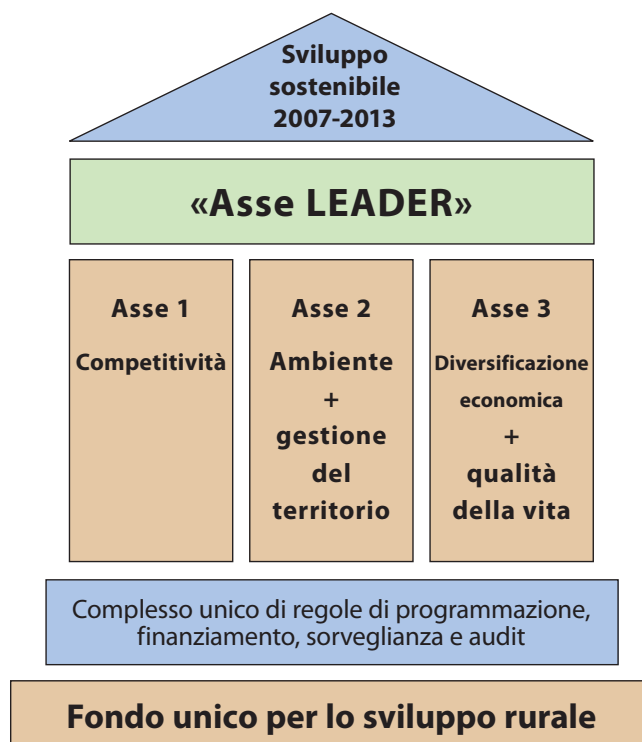 Sviluppo
sostenibile
2007-2013
«Asse LEADER»
Asse 1
Competitività
Asse 2
Ambiente
+
gestione
del
territorio
Asse 3
Diversificazione
economica
+
qualità
della vita
Complesso unico di regole di programmazione,
finanziamento, sorveglianza e audit
Fondo unico per lo sviluppo rurale